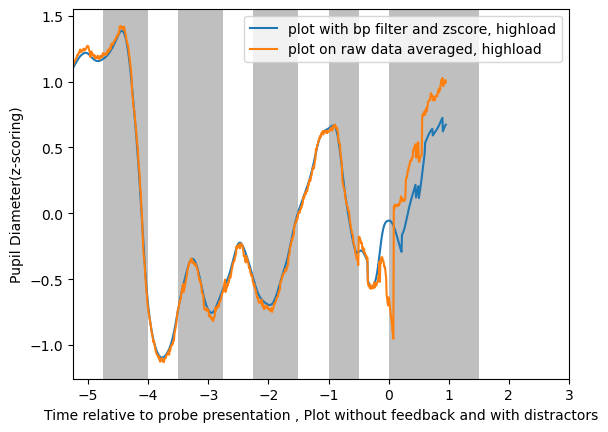 plot with bp filter and zscore, highload
plot on raw data averaged, highload
Pupil Diameter(z-scoring)
1.5
1.0
0.5
0.0
−0.5
−1.0
−5 −4 −3 −2 −1 0 1 2 3
Time relative to probe presentation , Plot without feedback and with distractors